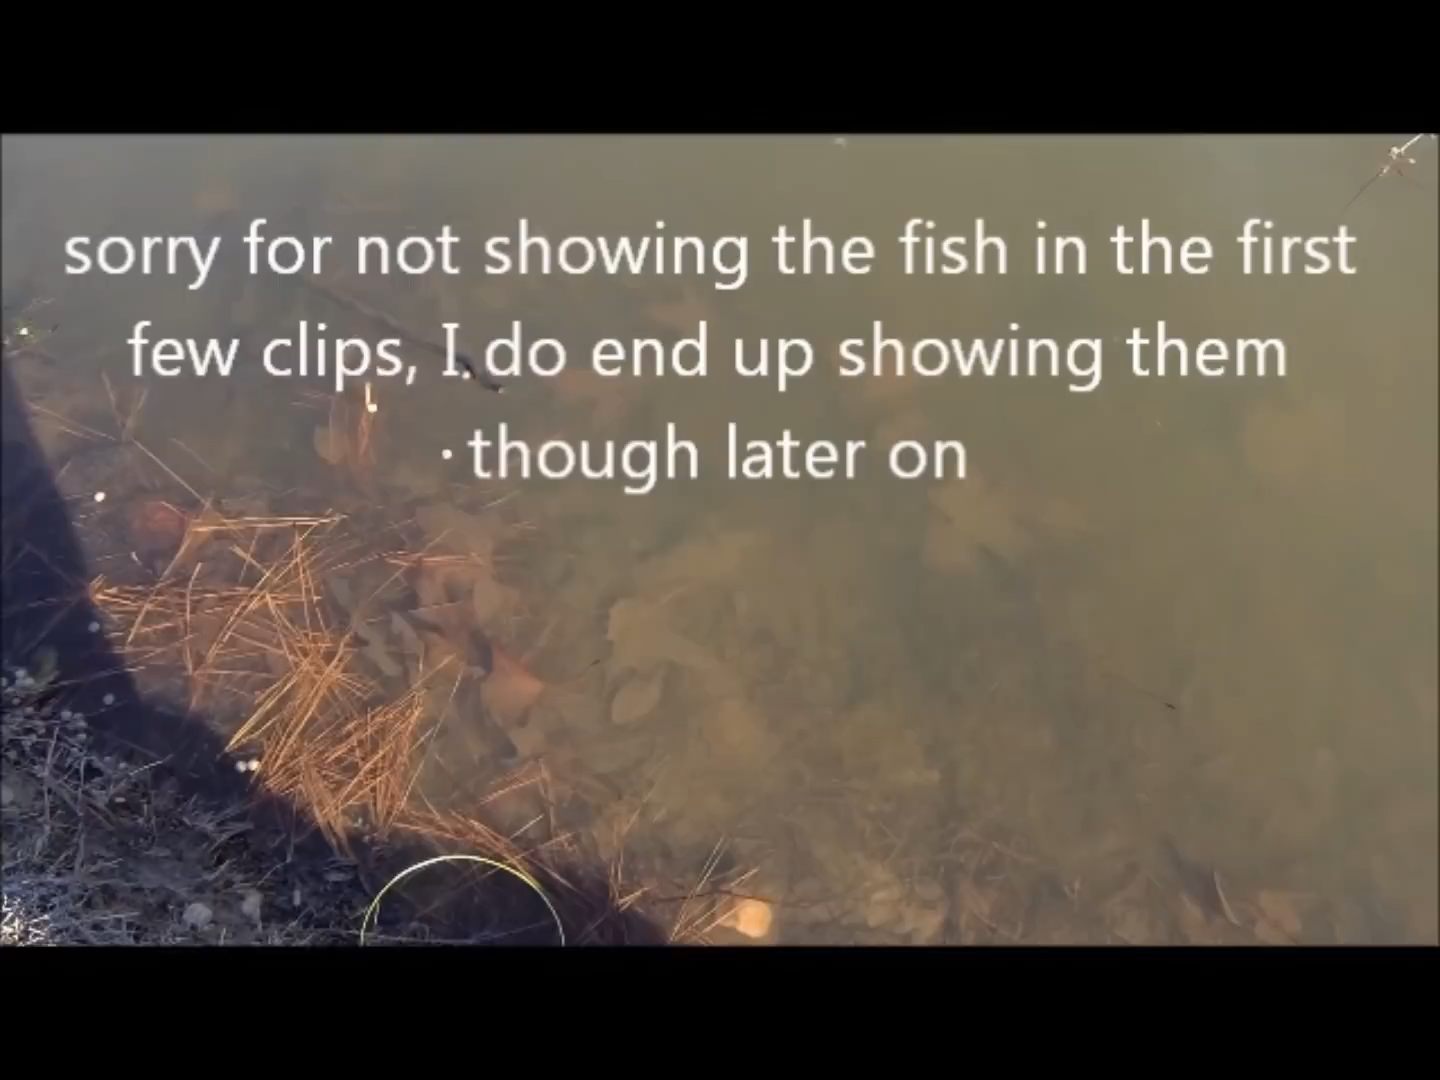 sorry for not showing the fish in the first
few clips, I do end up showing them
though later on